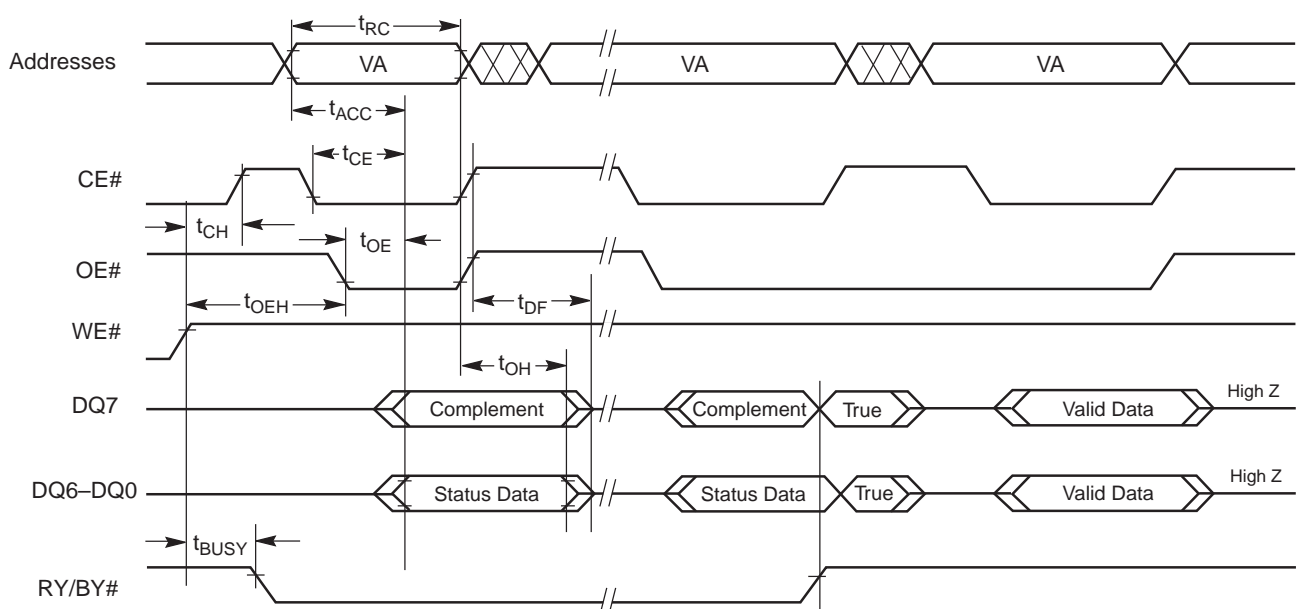 tRC
Addresses VA VA VA
tACC
tCE
CE#
tCH
tOE
OE#
tOEH
tDF
WE#
tOH
DQ7 Complement Complement True Valid Data High Z
DQ6–DQ0 Status Data Status Data True Valid Data High Z
tBUSY
RY/BY#